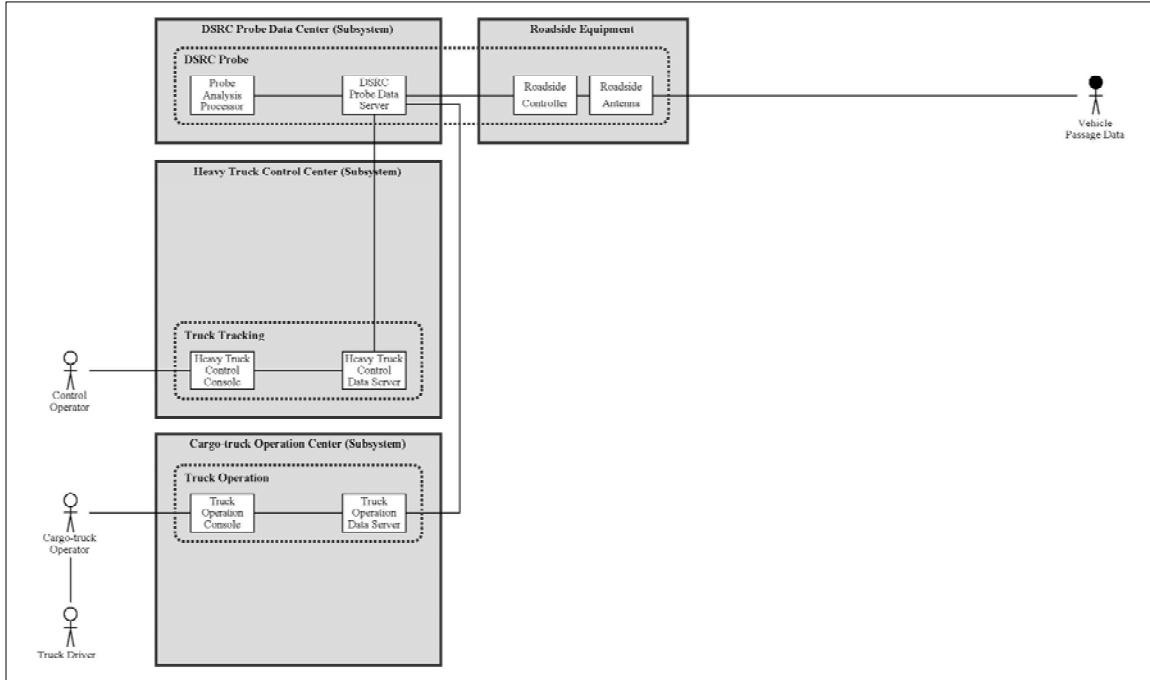 DSRC Probe Data Center (Subsystem)
Roadside Equipment
DSRC Probe
Probe
Analysis
Processor
DSRC
Probe Data
Server
Roadside
Controller
Roadside
Antenna
Vehicle
Passage Data
Heavy Truck Control Center (Subsystem)
Truck Tracking
Heavy Truck
Control
Console
Heavy Truck
Control
Data Server
Control
Operator
Cargo-truck Operation Center (Subsystem)
Truck Operation
Truck
Operation
Console
Truck
Operation
Data Server
Cargo-truck
Operator
Truck Driver